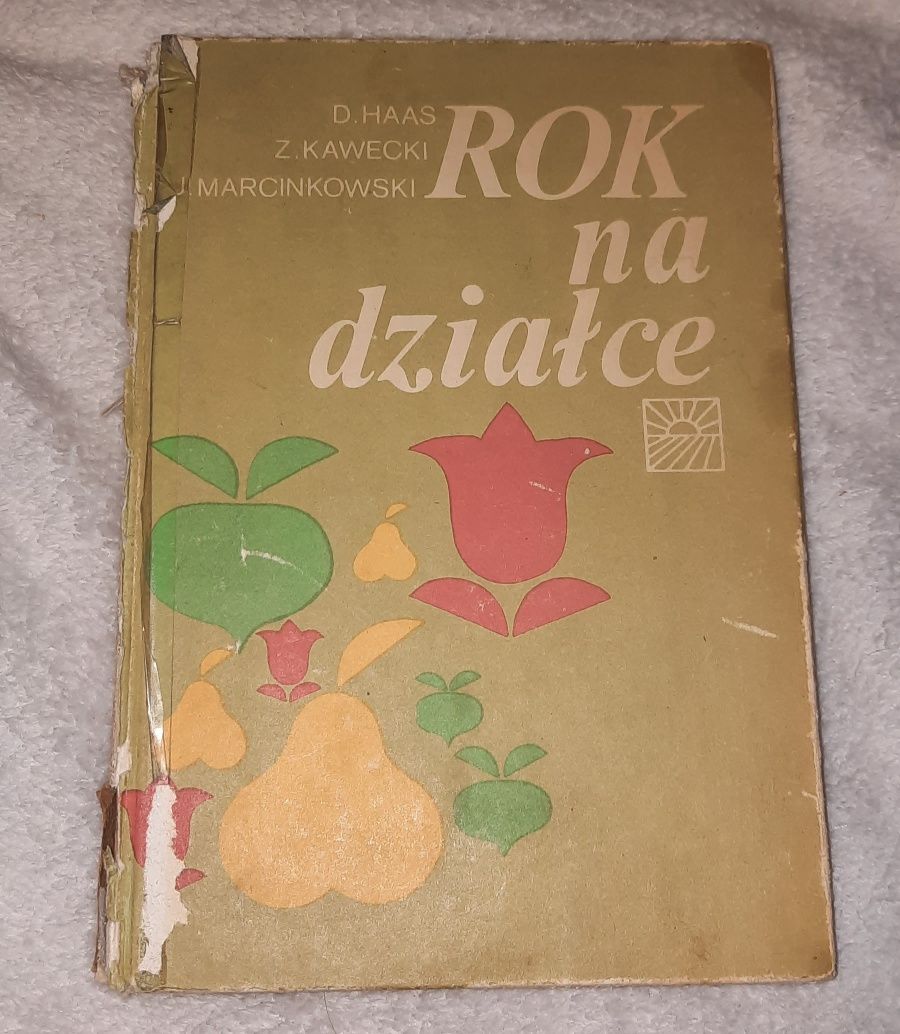 D. HAAS
Z. KAWECKI
J. MARCINKOWSKI
ROK
na
działce